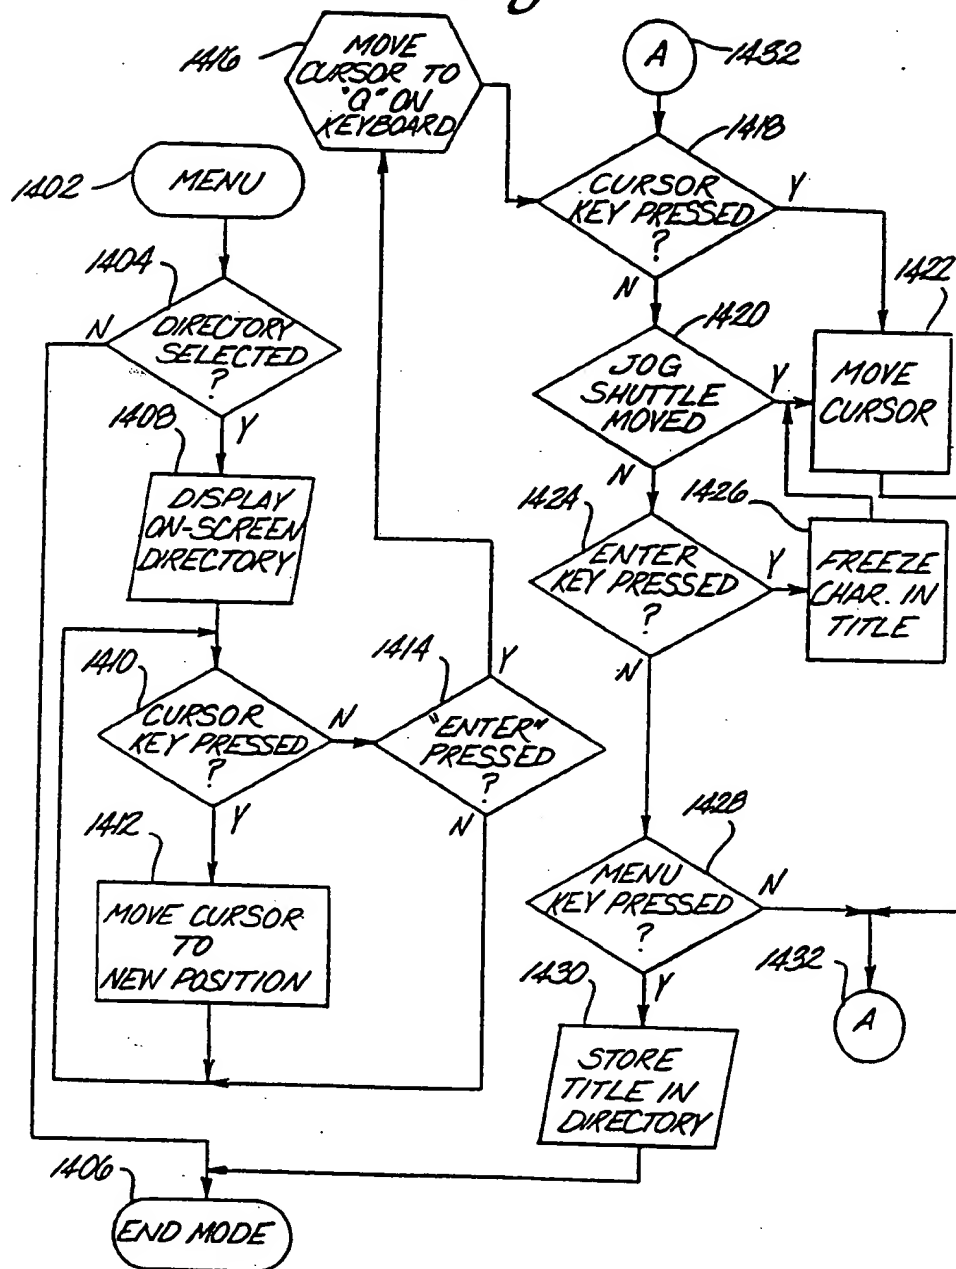 1416
MOVE
CURSOR TO
"Q" ON
KEYBOARD
A
1432
1418
CURSOR
KEY PRESSED
?
Y
N
1402
MENU
1404
N
DIRECTORY
SELECTED
?
Y
1408
DISPLAY
ON-SCREEN
DIRECTORY
1420
JOG
SHUTTLE
MOVED
Y
N
1422
MOVE
CURSOR
1424
ENTER
KEY PRESSED
?
Y
N
1426
FREEZE
CHAR. IN
TITLE
1410
CURSOR
KEY PRESSED
?
N
Y
1414
Y
"ENTER"
PRESSED
?
N
1412
MOVE CURSOR
TO
NEW POSITION
1428
MENU
KEY PRESSED
?
N
Y
1432
A
1430
STORE
TITLE IN
DIRECTORY
1406
END MODE